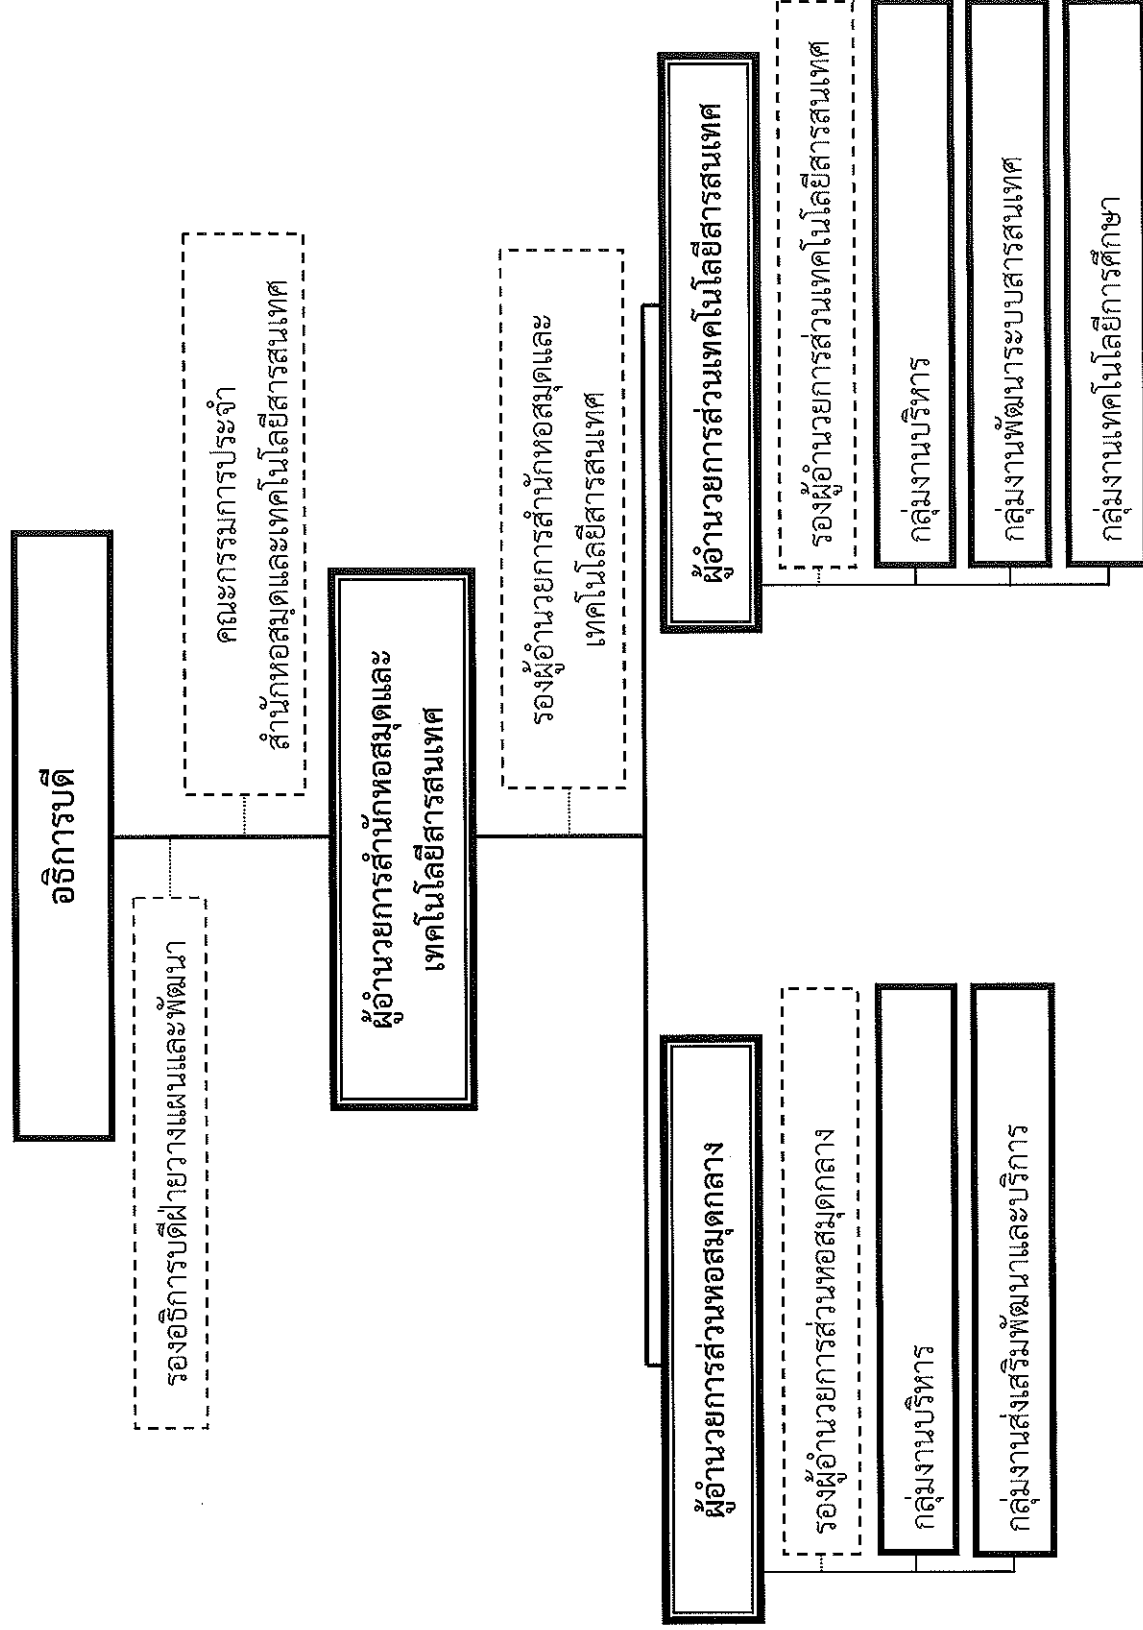 อธิการบดี
รองอธิการบดีฝ่ายวางแผนและพัฒนา
คณะกรรมการประจำ
สำนักหอสมุดและเทคโนโลยีสารสนเทศ
ผู้อำนวยการสำนักหอสมุดและ
เทคโนโลยีสารสนเทศ
รองผู้อำนวยการสำนักหอสมุดและ
เทคโนโลยีสารสนเทศ
ผู้อำนวยการส่วนหอสมุดกลาง
รองผู้อำนวยการส่วนหอสมุดกลาง
กลุ่มงานบริหาร
กลุ่มงานส่งเสริมพัฒนาและบริการ
ผู้อำนวยการส่วนเทคโนโลยีสารสนเทศ
รองผู้อำนวยการส่วนเทคโนโลยีสารสนเทศ
กลุ่มงานบริหาร
กลุ่มงานพัฒนาระบบสารสนเทศ
กลุ่มงานเทคโนโลยีการศึกษา